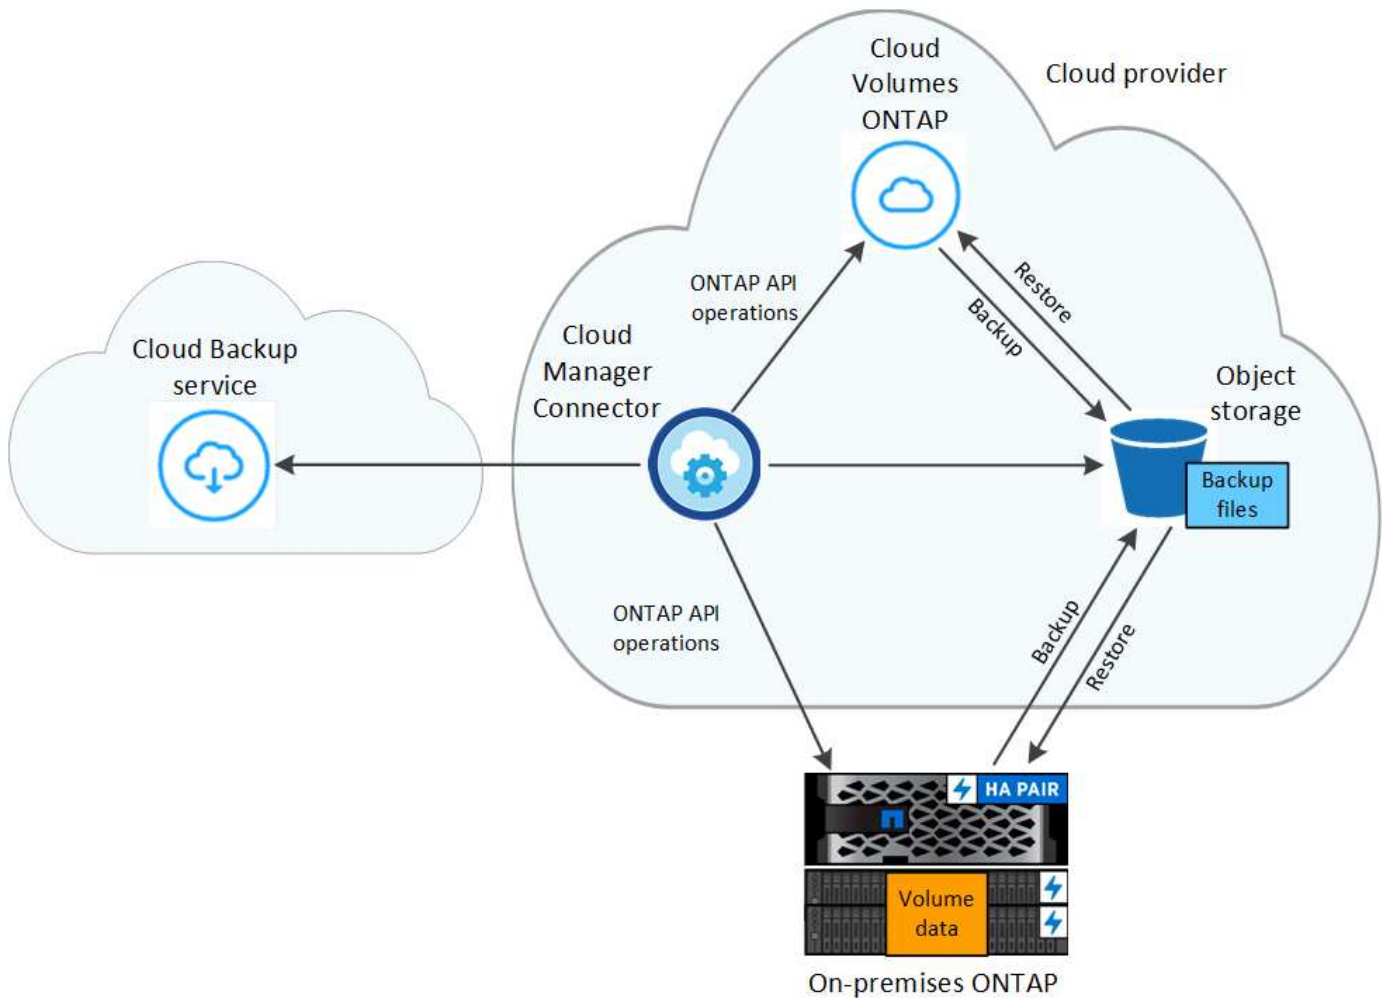 Cloud
Volumes
ONTAP
Cloud provider
ONTAP API
operations
Restore
Backup
Cloud
Manager
Connector
Cloud Backup
service
Object
storage
Backup
files
ONTAP API
operations
Backup
Restore
HA PAIR
Volume
data
On-premises ONTAP